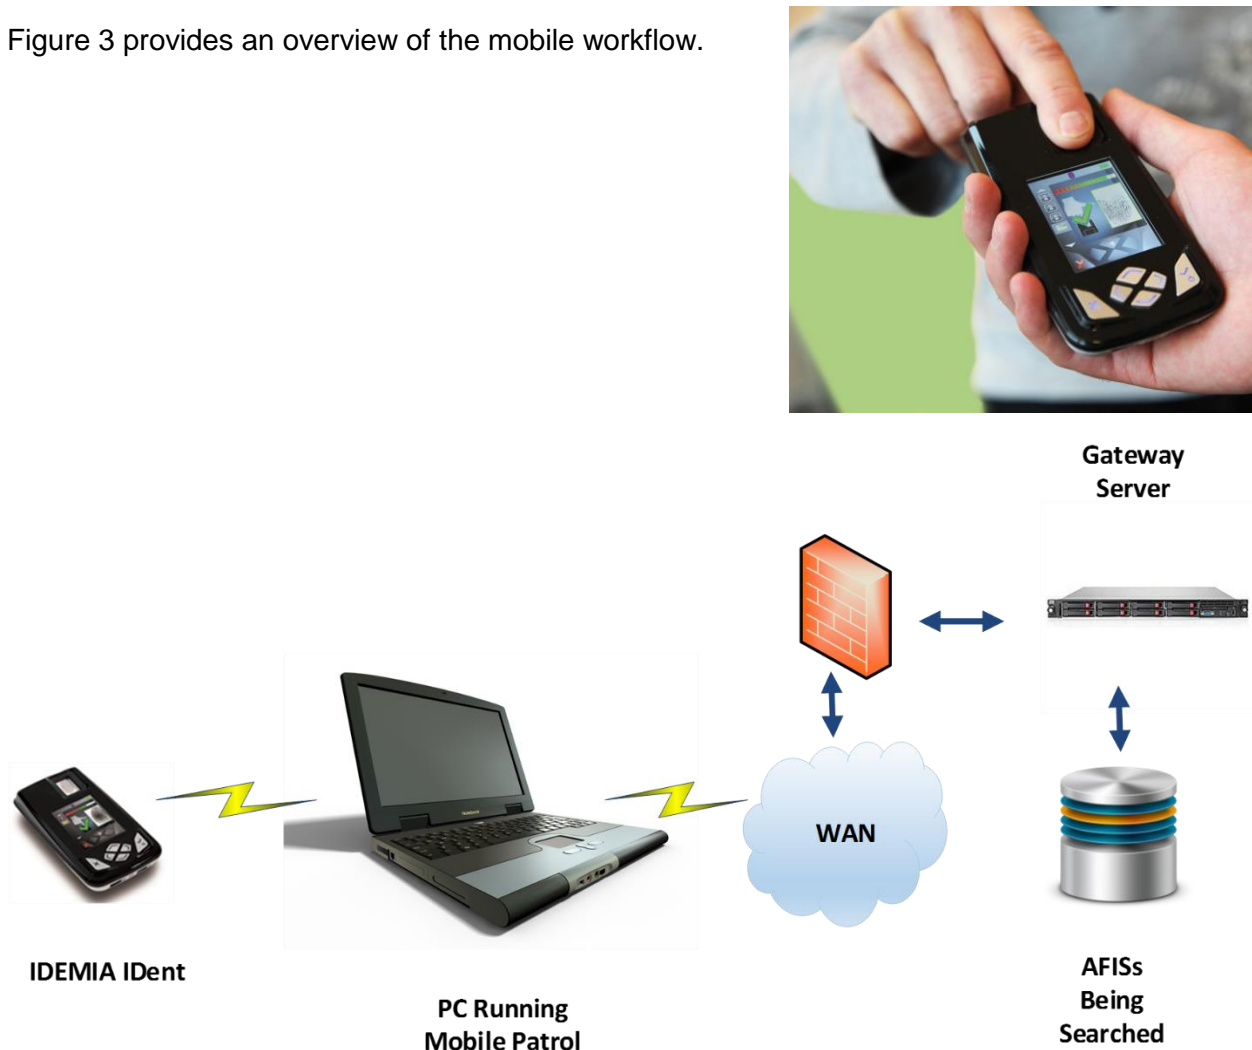 Figure 3 provides an overview of the mobile workflow.
Gateway
Server
WAN
IDEMIA IDent
PC Running
Mobile Patrol
AFISs
Being
Searched